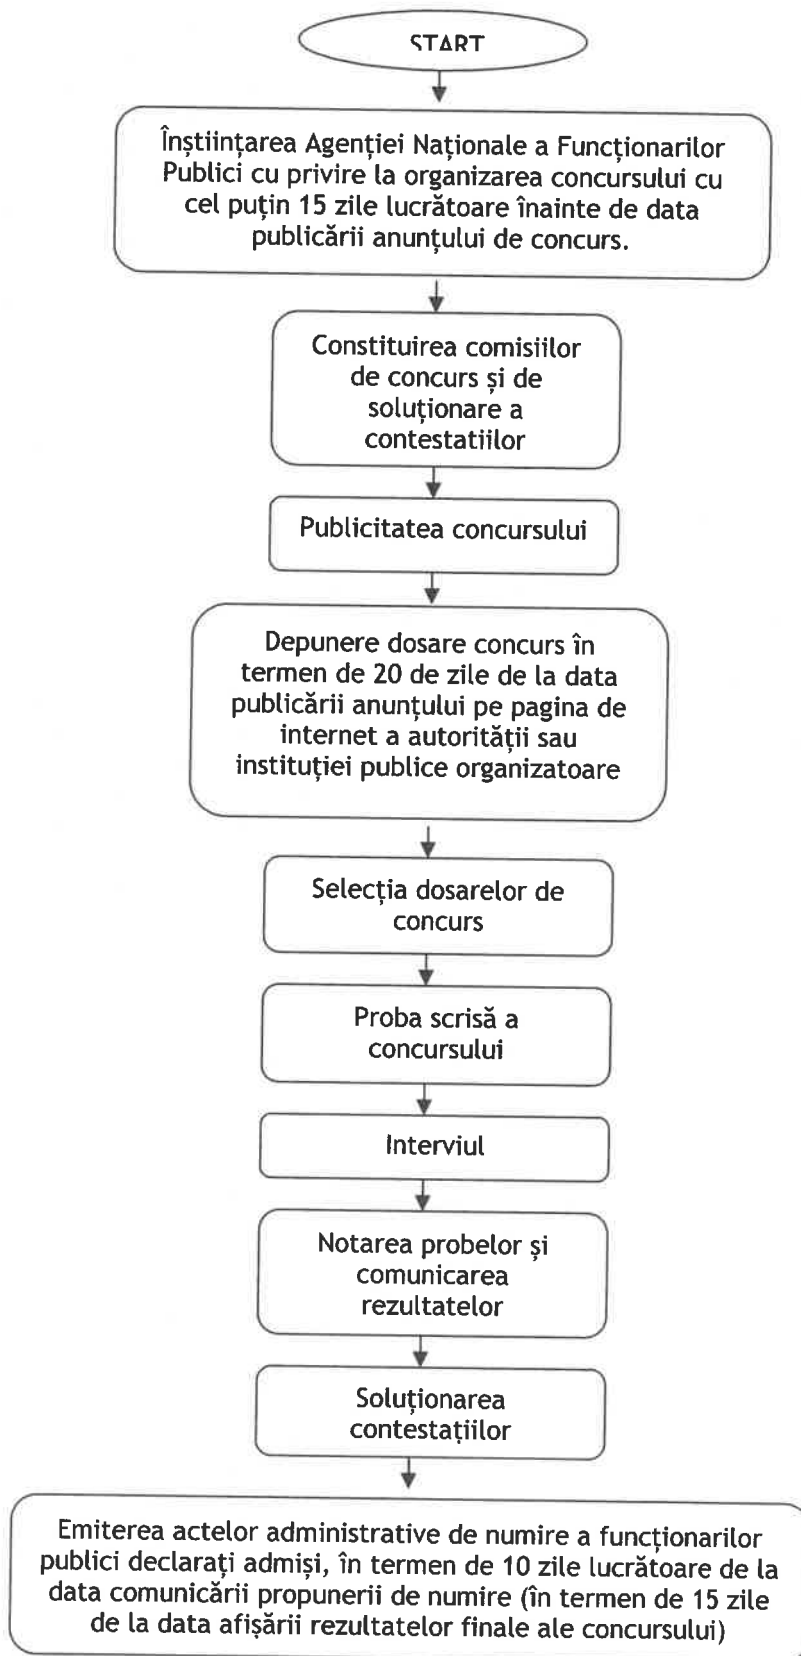 START
Înștiințarea Agenției Naționale a Funcționarilor
Publici cu privire la organizarea concursului cu
cel puțin 15 zile lucrătoare înainte de data
publicării anunțului de concurs.
Constituirea comisiilor
de concurs și de
soluționare a
contestatiilor
Publicitatea concursului
Depunere dosare concurs în
termen de 20 de zile de la data
publicării anunțului pe pagina de
internet a autorității sau
instituției publice organizatoare
Selecția dosarelor de
concurs
Proba scrisă a
concursului
Interviul
Notarea probelor și
comunicarea
rezultatelor
Soluționarea
contestațiilor
Emiterea actelor administrative de numire a funcționarilor
publici declarați admiși, în termen de 10 zile lucrătoare de la
data comunicării propunerii de numire (în termen de 15 zile
de la data afișării rezultatelor finale ale concursului)